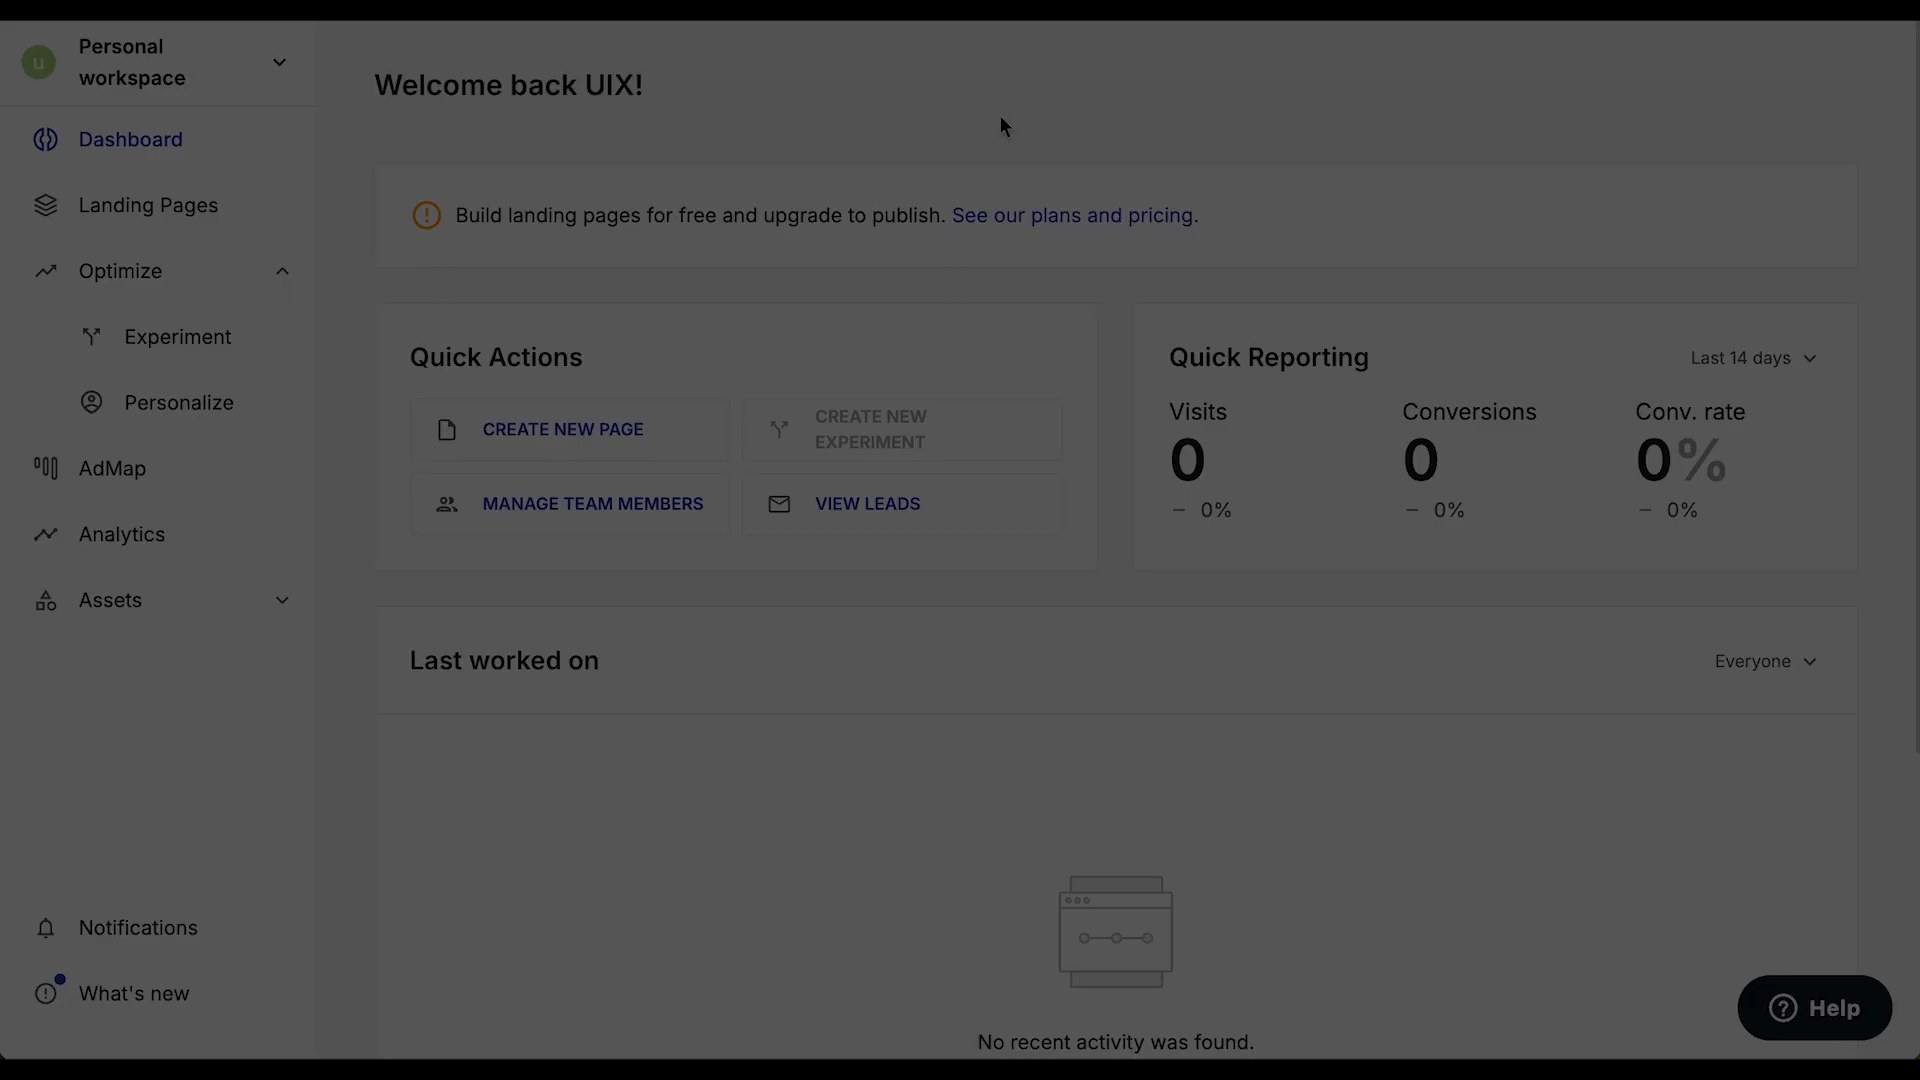 u
Personal
workspace
Dashboard
Landing Pages
Optimize
Experiment
Personalize
AdMap
Analytics
Assets
Notifications
What's new
Welcome back UIX!
Build landing pages for free and upgrade to publish. See our plans and pricing.
Quick Actions
CREATE NEW PAGE
CREATE NEW
EXPERIMENT
MANAGE TEAM MEMBERS
VIEW LEADS
Quick Reporting
Last 14 days
Visits
0
– 0%
Conversions
0
– 0%
Conv. rate
0%
– 0%
Last worked on
Everyone
No recent activity was found.
Help